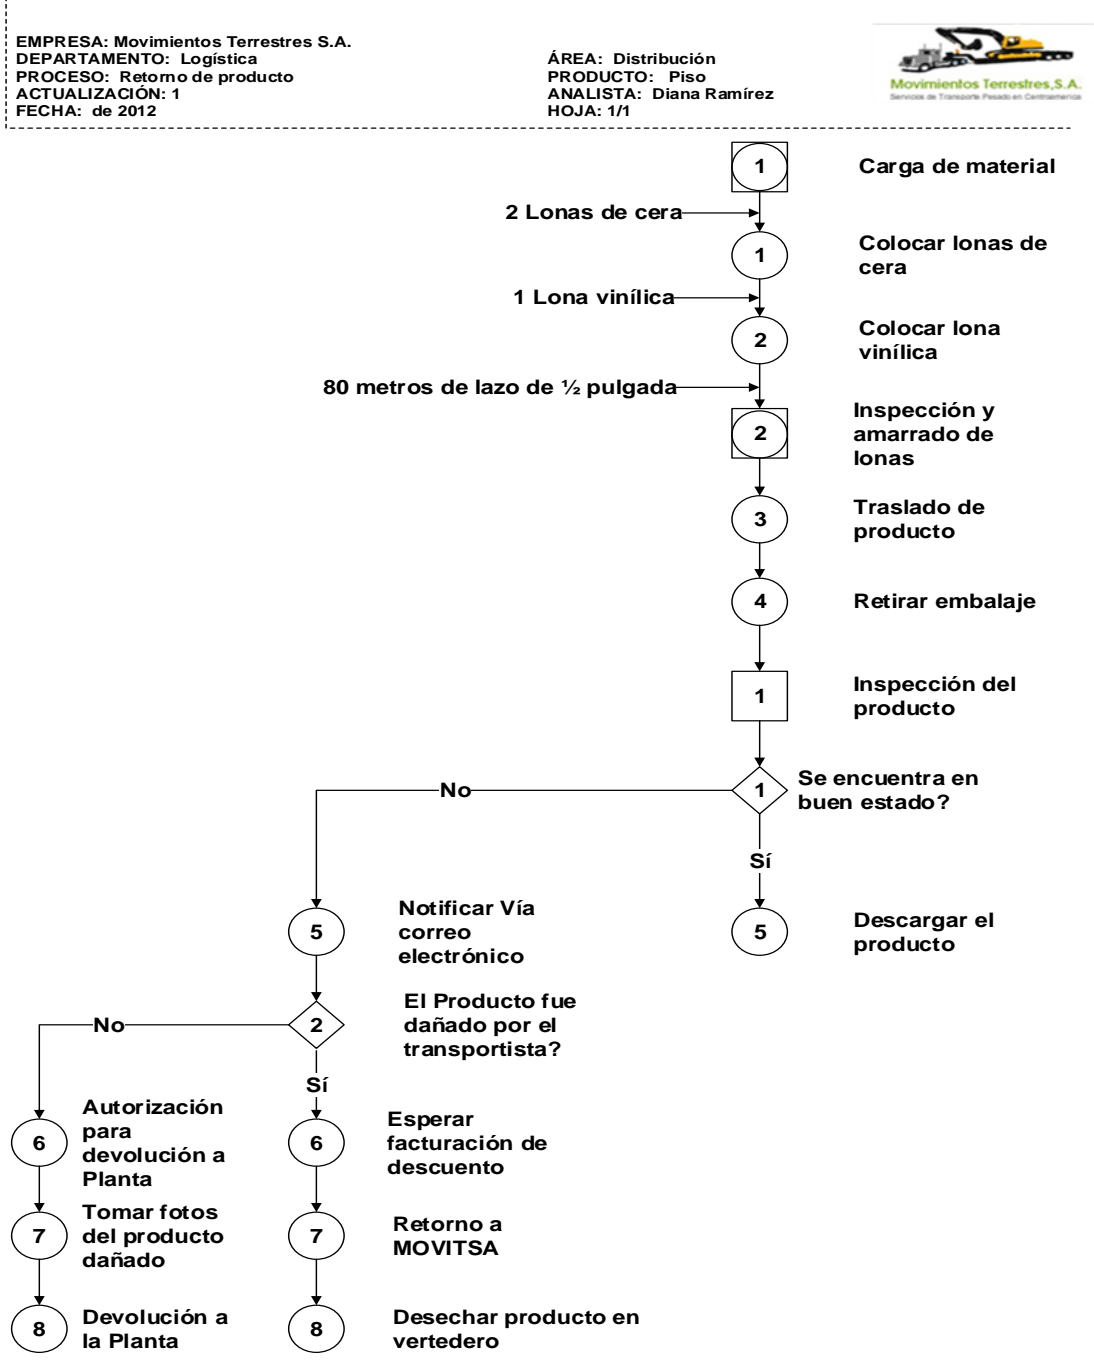 EMPRESA: Movimientos Terrestres S.A.
DEPARTAMENTO: Logística
PROCESO: Retorno de producto
ACTUALIZACIÓN: 1
FECHA: de 2012
ÁREA: Distribución
PRODUCTO: Piso
ANALISTA: Diana Ramírez
HOJA: 1/1
Movimientos Terrestres,S.A.
Servicios de Transporte Pesado en Centroamerica
1
Carga de material
2 Lonas de cera
1
Colocar lonas de
cera
1 Lona vinílica
2
Colocar lona
vinílica
80 metros de lazo de ½ pulgada
2
Inspección y
amarrado de
lonas
3
Traslado de
producto
4
Retirar embalaje
1
Inspección del
producto
1
Se encuentra en
buen estado?
No
Sí
5
Descargar el
producto
5
Notificar Vía
correo
electrónico
2
El Producto fue
dañado por el
transportista?
No
Sí
6
Autorización
para
devolución a
Planta
6
Esperar
facturación de
descuento
7
Tomar fotos
del producto
dañado
7
Retorno a
MOVITSA
8
Devolución a
la Planta
8
Desechar producto en
vertedero